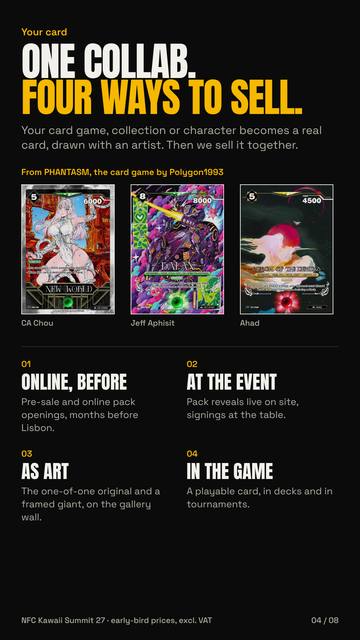 Your card
ONE COLLAB.
FOUR WAYS TO SELL.
Your card game, collection or character becomes a real
card, drawn with an artist. Then we sell it together.
From PHANTASM, the card game by Polygon1993
5
6000
NEW WORLD
8
8000
5
4500
CA Chou
Jeff Aphisit
Ahad
01
ONLINE, BEFORE
Pre-sale and online pack
openings, months before
Lisbon.
02
AT THE EVENT
Pack reveals live on site,
signings at the table.
03
AS ART
The one-of-one original and a
framed giant, on the gallery
wall.
04
IN THE GAME
A playable card, in decks and in
tournaments.
NFC Kawaii Summit 27 · early-bird prices, excl. VAT
04 / 08